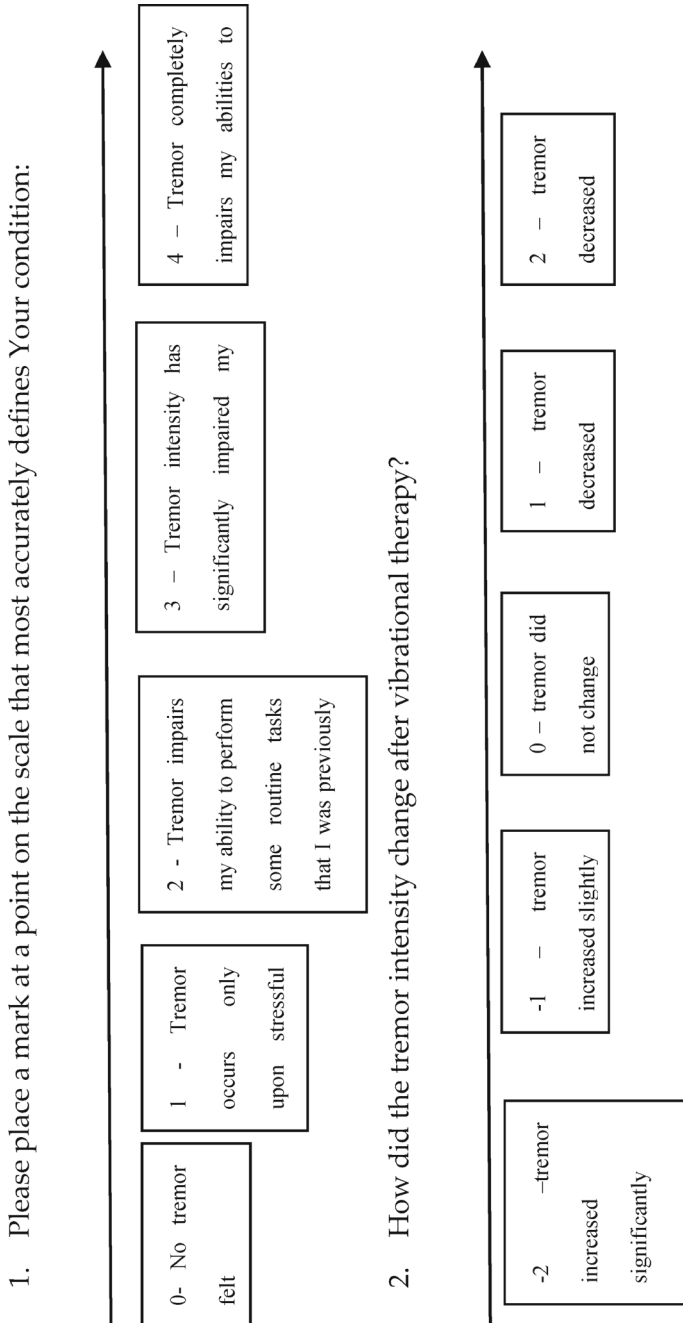 1. Please place a mark at a point on the scale that most accurately defines Your condition:
0- No tremor
felt
1 - Tremor
occurs only
upon stressful
2 - Tremor impairs
my ability to perform
some routine tasks
that I was previously
3 – Tremor intensity has
significantly impaired my
4 – Tremor completely
impairs my abilities to
2. How did the tremor intensity change after vibrational therapy?
-2 –tremor
increased
significantly
-1 – tremor
increased slightly
0 – tremor did
not change
1 – tremor
decreased
2 – tremor
decreased